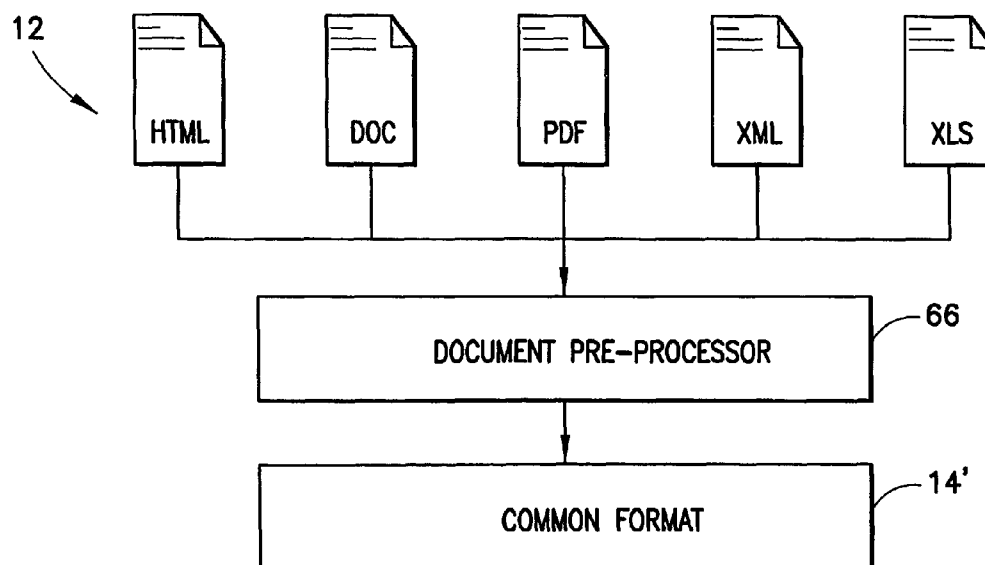 12
HTML
DOC
PDF
XML
XLS
DOCUMENT PRE-PROCESSOR
66
COMMON FORMAT
14'